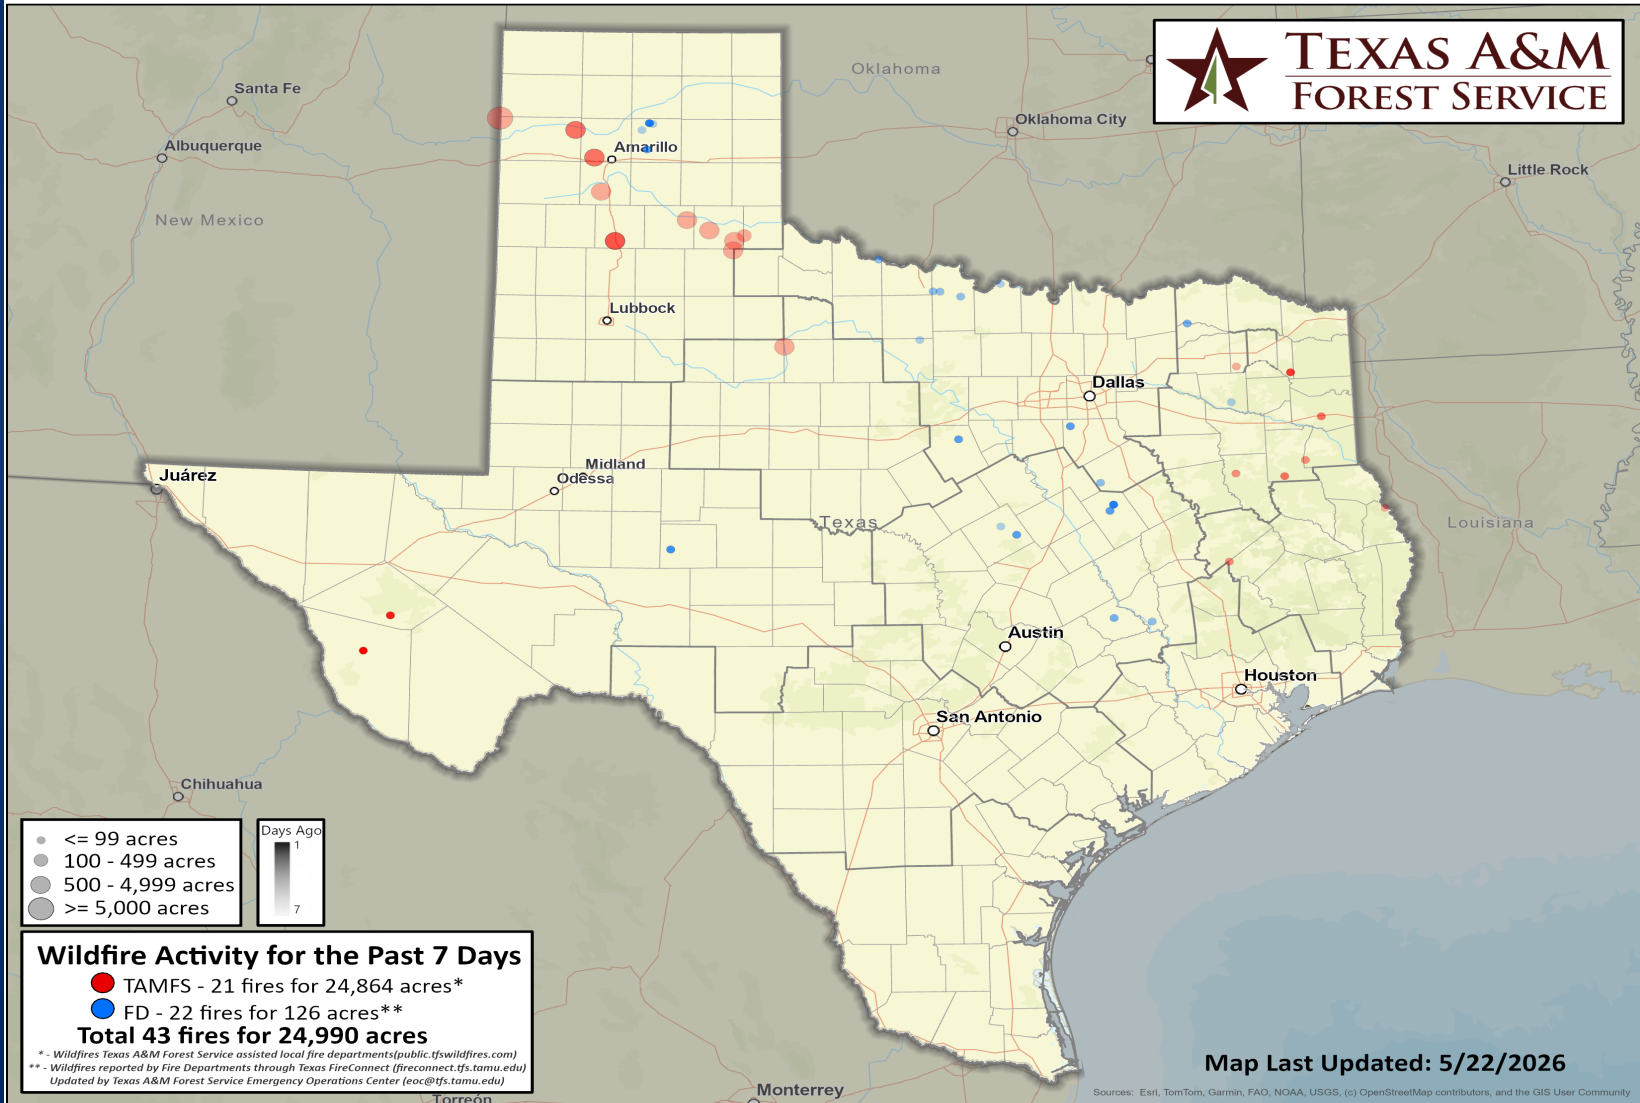 TEXAS A&M
FOREST SERVICE
Oklahoma
Santa Fe
Oklahoma City
Albuquerque
Amarillo
Little Rock
New Mexico
Lubbock
Dallas
Midland
Odessa
Juárez
Texas
Louisiana
Austin
Houston
San Antonio
Chihuahua
<= 99 acres
100 - 499 acres
500 - 4,999 acres
>= 5,000 acres
Days Ago
1
7
Wildfire Activity for the Past 7 Days
TAMFS - 21 fires for 24,864 acres*
FD - 22 fires for 126 acres**
Total 43 fires for 24,990 acres
* - Wildfires Texas A&M Forest Service assisted local fire departments(public.tfswildfires.com)
** - Wildfires reported by Fire Departments through Texas FireConnect (fireconnect.tfs.tamu.edu)
Updated by Texas A&M Forest Service Emergency Operations Center (eoc@tfs.tamu.edu)
Map Last Updated: 5/22/2026
Monterrey
Sources: Esri, TomTom, Garmin, FAO, NOAA, USGS, (c) OpenStreetMap contributors, and the GIS User Community
Torreón